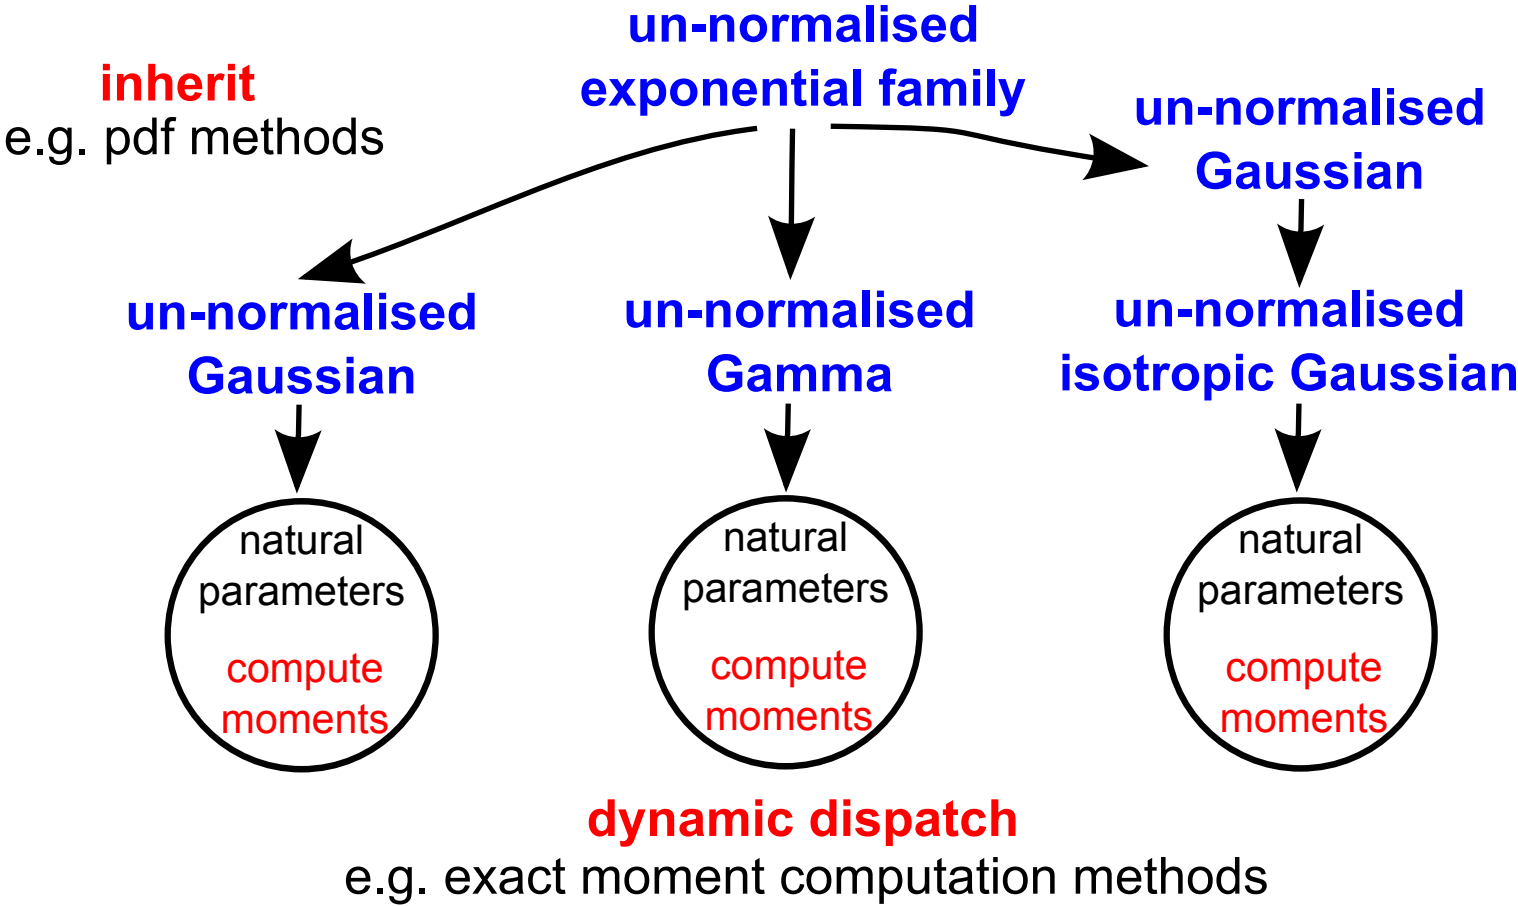 un-normalised
exponential family
inherit
e.g. pdf methods
un-normalised
Gaussian
un-normalised
Gaussian
un-normalised
Gamma
un-normalised
isotropic Gaussian
natural
parameters
compute
moments
natural
parameters
compute
moments
natural
parameters
compute
moments
dynamic dispatch
e.g. exact moment computation methods